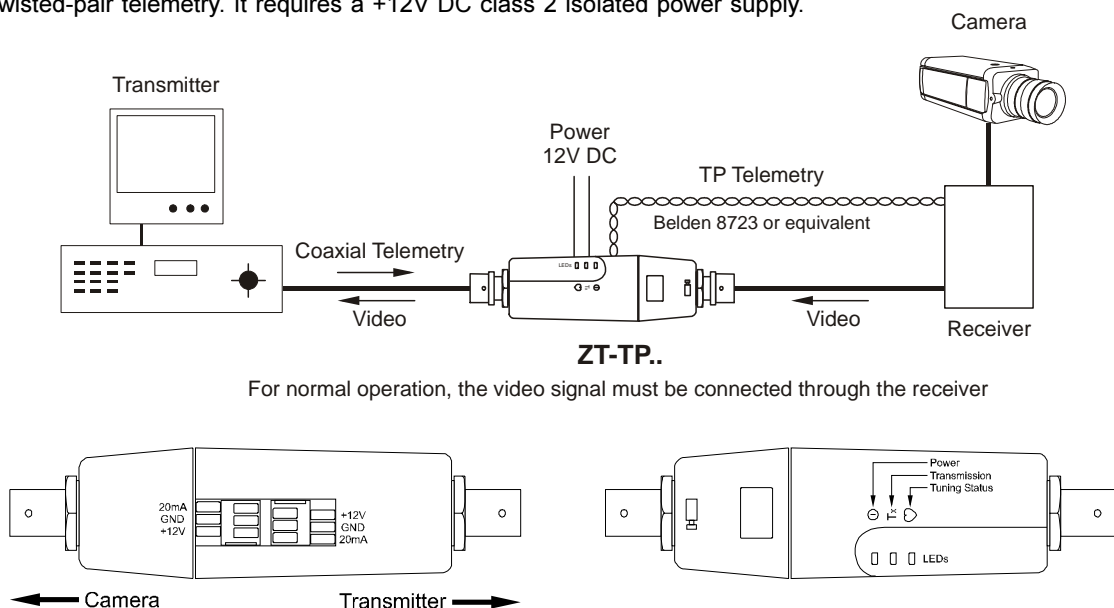 wisted-pair telemetry. It requires a +12V DC class 2 isolated power supply.
Camera
Transmitter
Power
12V DC
TP Telemetry
Belden 8723 or equivalent
Coaxial Telemetry
LEDs
Video
Video
Receiver
ZT-TP..
For normal operation, the video signal must be connected through the receiver
20mA
GND
+12V
+12V
GND
20mA
Camera
Transmitter
Power
Transmission
Tuning Status
Tx
LEDs